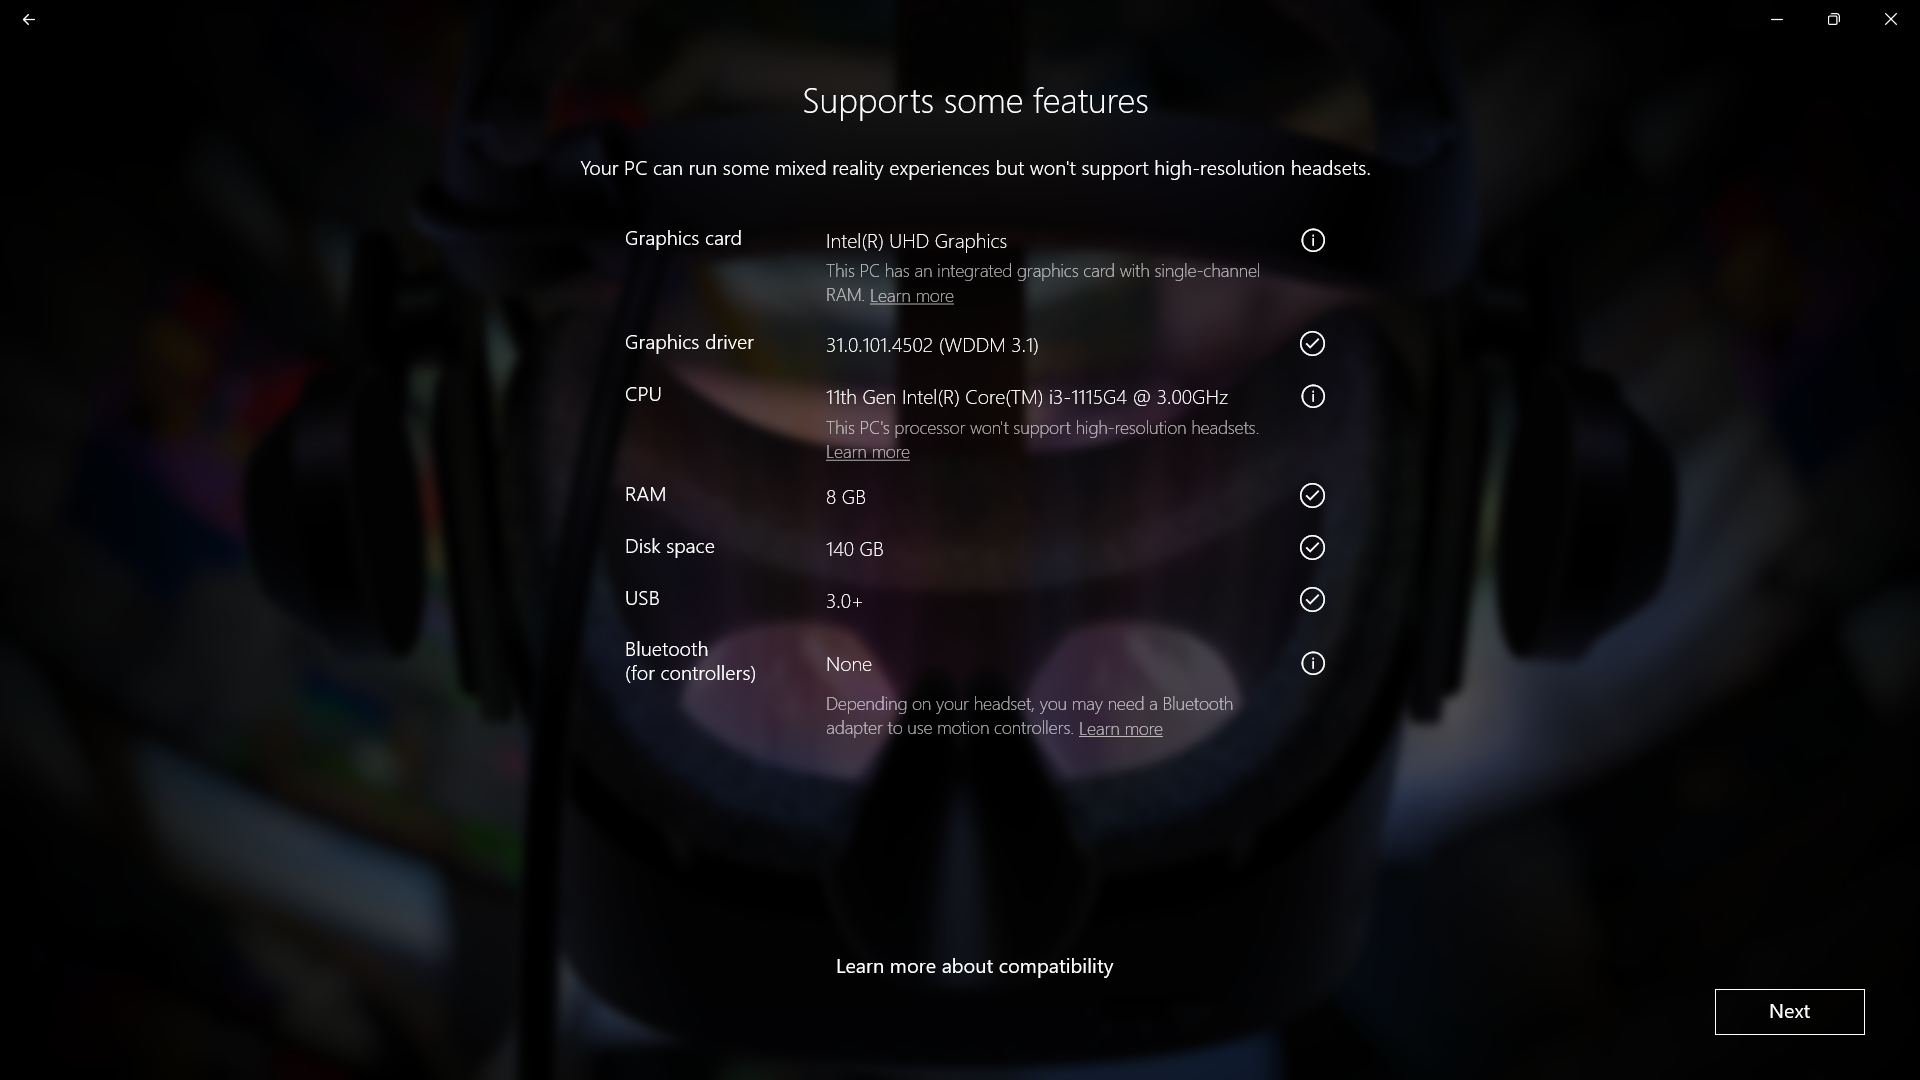 Supports some features
Your PC can run some mixed reality experiences but won't support high-resolution headsets.
Graphics card
Intel(R) UHD Graphics
This PC has an integrated graphics card with single-channel
RAM. Learn more
Graphics driver
31.0.101.4502 (WDDM 3.1)
CPU
11th Gen Intel(R) Core(TM) i3-1115G4 @ 3.00GHz
This PC's processor won't support high-resolution headsets.
Learn more
RAM
8 GB
Disk space
140 GB
USB
3.0+
Bluetooth
(for controllers)
None
Depending on your headset, you may need a Bluetooth
adapter to use motion controllers. Learn more
Learn more about compatibility
Next